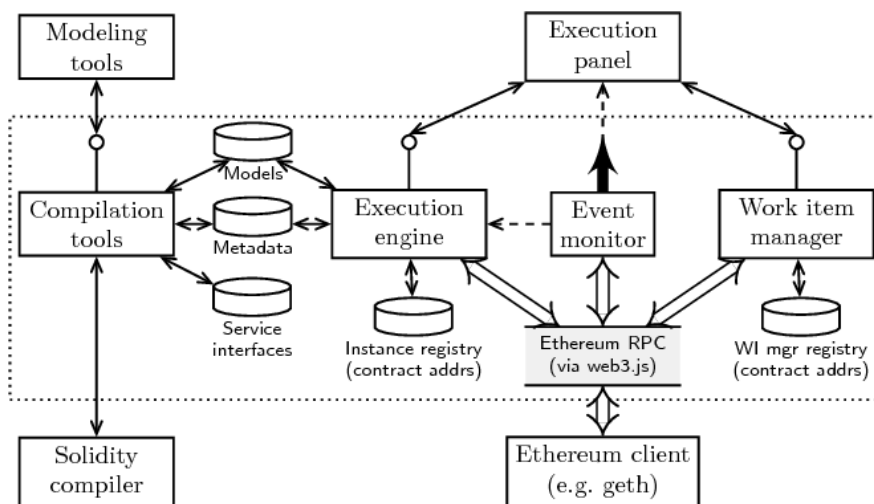 Modeling
tools
Execution
panel
Models
Compilation
tools
Metadata
Execution
engine
Event
monitor
Work item
manager
Service
interfaces
Instance registry
(contract addrs)
Ethereum RPC
(via web3.js)
WI mgr registry
(contract addrs)
Solidity
compiler
Ethereum client
(e.g. geth)